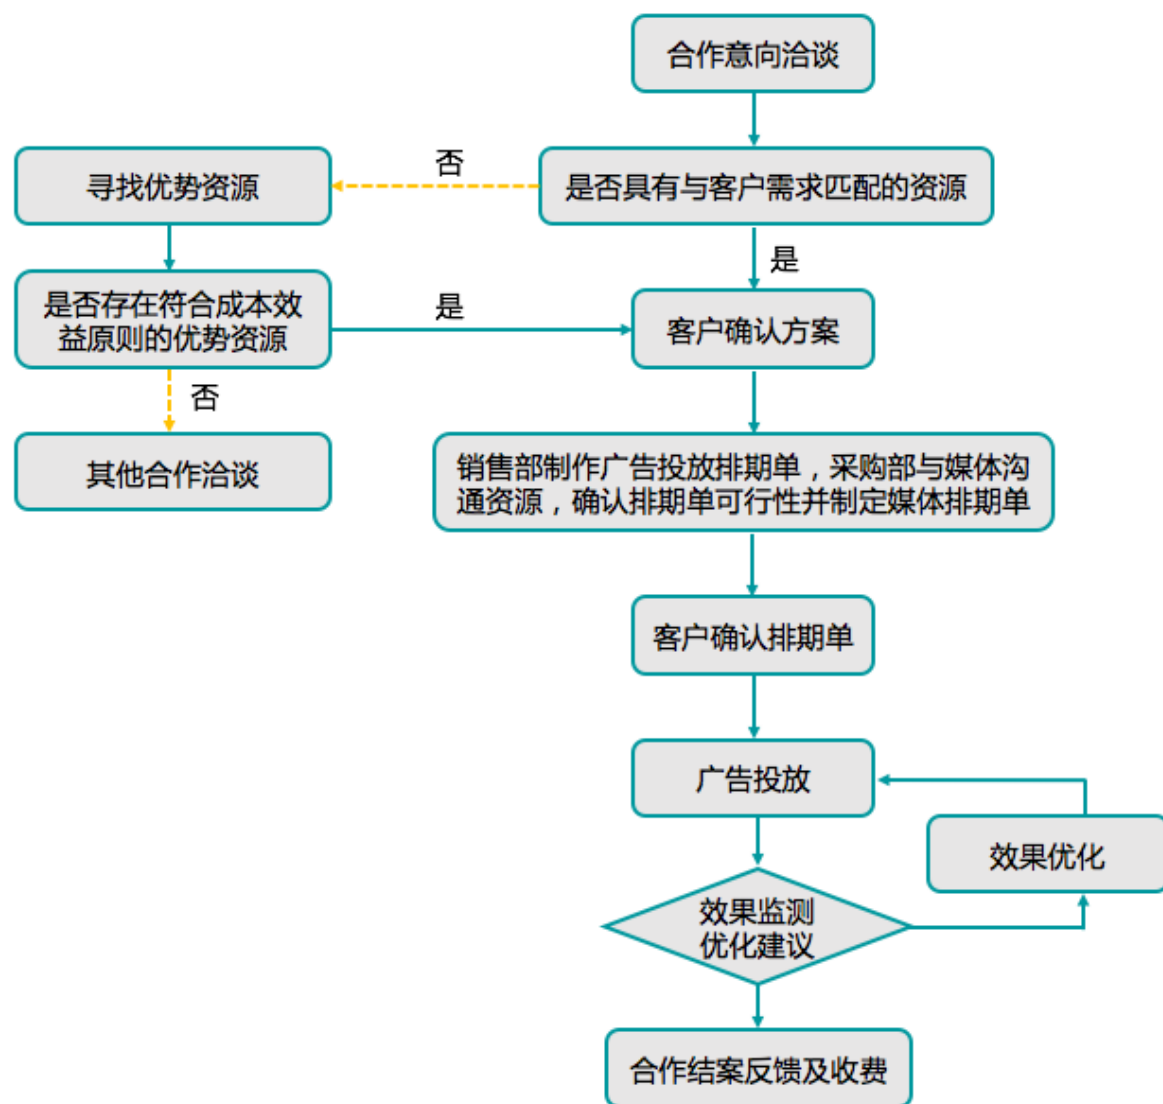 合作意向洽谈
否
寻找优势资源
是否具有与客户需求匹配的资源
是
是否存在符合成本效
益原则的优势资源
是
客户确认方案
否
其他合作洽谈
销售部制作广告投放排期单，采购部与媒体沟
通资源，确认排期单可行性并制定媒体排期单
客户确认排期单
广告投放
效果优化
效果监测
优化建议
合作结案反馈及收费